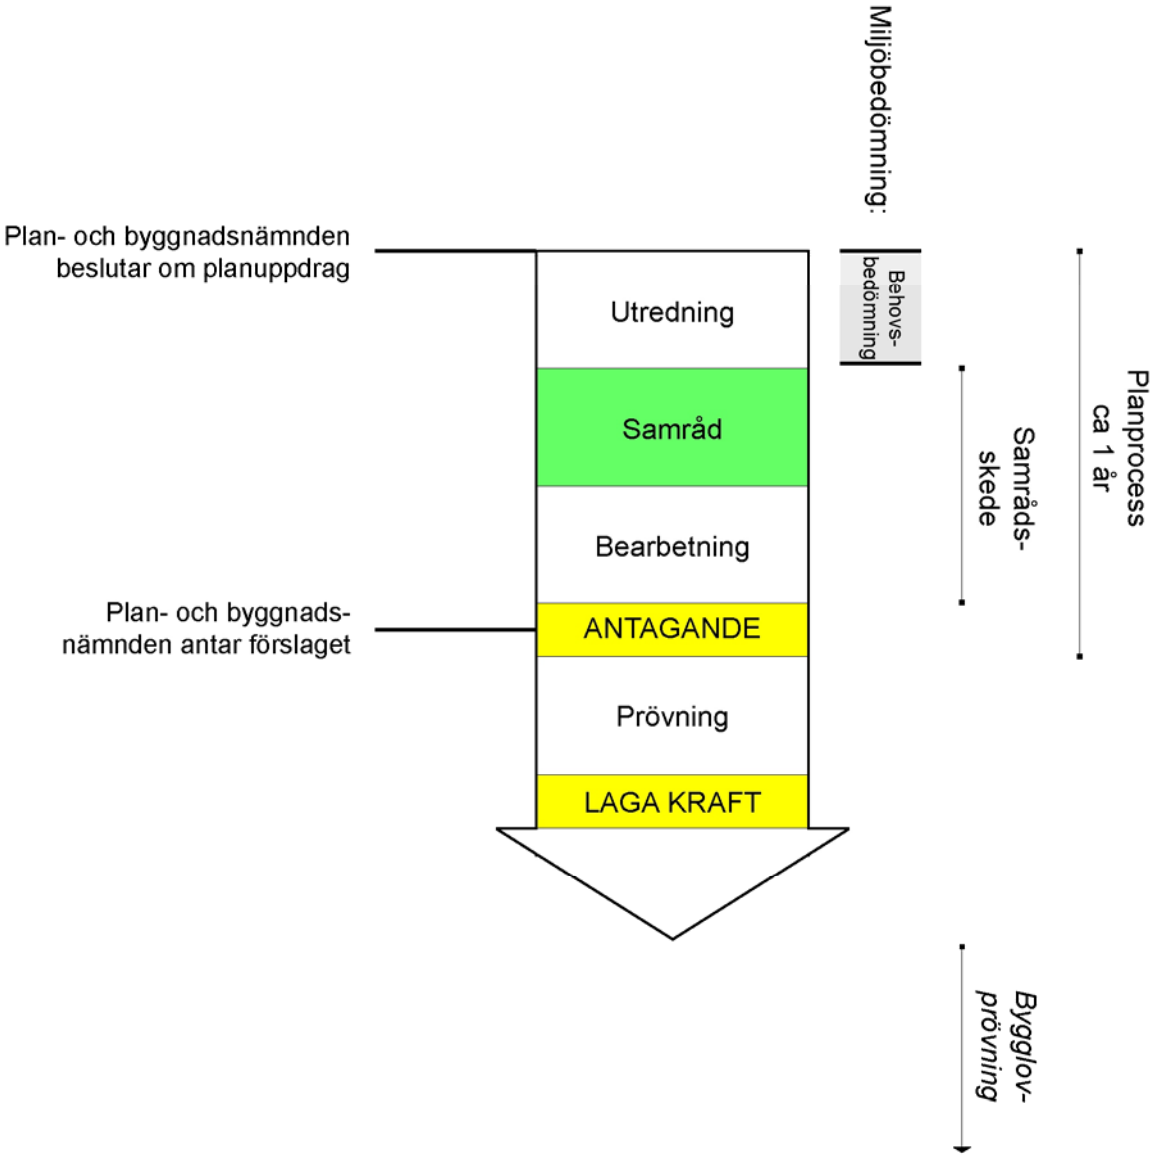 Miljöbedömning:
Plan- och byggnadsnämnden
beslutar om planuppdrag
Utredning
Behovs-
bedömning
Samråd
Planprocess
ca 1 år
Samråds-
skede
Bearbetning
Plan- och byggnads-
nämnden antar förslaget
ANTAGANDE
Prövning
LAGA KRAFT
Bygglov-
prövning